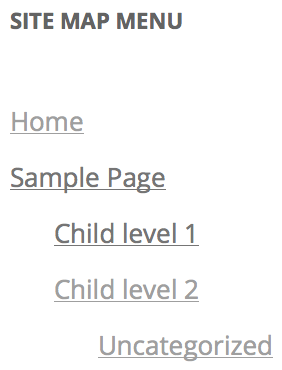 SITE MAP MENU
Home
Sample Page
Child level 1
Child level 2
Uncategorized